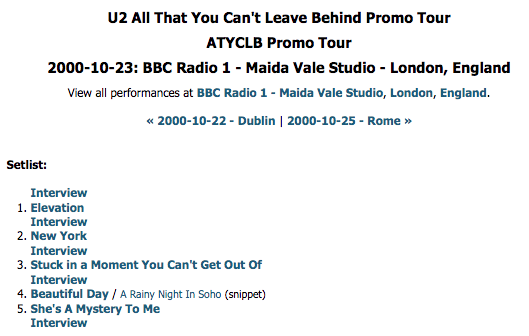 U2 All That You Can't Leave Behind Promo Tour
ATYCLB Promo Tour
2000-10-23: BBC Radio 1 - Maida Vale Studio - London, England
View all performances at BBC Radio 1 - Maida Vale Studio, London, England.
« 2000-10-22 - Dublin | 2000-10-25 - Rome »
Setlist:
Interview
1. Elevation
Interview
2. New York
Interview
3. Stuck in a Moment You Can't Get Out Of
Interview
4. Beautiful Day / A Rainy Night In Soho (snippet)
5. She's A Mystery To Me
Interview